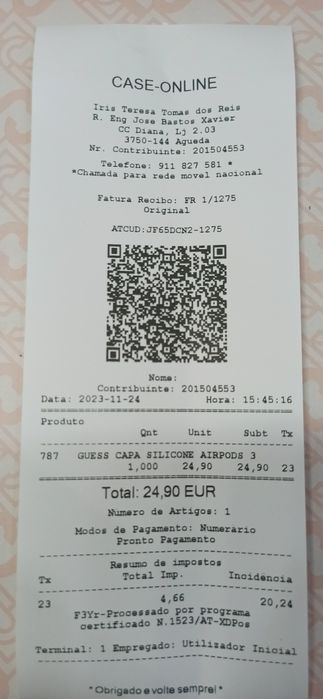 CASE-ONLINE
Iris Teresa Tomas dos Reis
R. Eng Jose Bastos Xavier
CC Diana, Lj 2.03
3750-144 Agueda
Nr. Contribuinte: 201504553
Telefone: 911 827 581 *
*Chamada para rede movel nacional
Fatura Recibo: FR 1/1275
Original
ATCUD:JF65DCN2-1275
Nome:
Contribuinte: 201504553
Data: 2023-11-24 Hora: 15:45:16
Produto
Qnt Unit Subt Tx
787 GUESS CAPA SILICONE AIRPODS 3
1,000 24,90 24,90 23
Total: 24,90 EUR
Numero de Artigos: 1
Modos de Pagamento: Numerario
Pronto Pagamento
Resumo de impostos
Tx Total Imp. Incidencia
23 4,66 20,24
F3Yr-Processado por programa
certificado N.1523/AT-XDPos
Terminal: 1 Empregado: Utilizador Inicial
*Obrigado e volte sempre! *